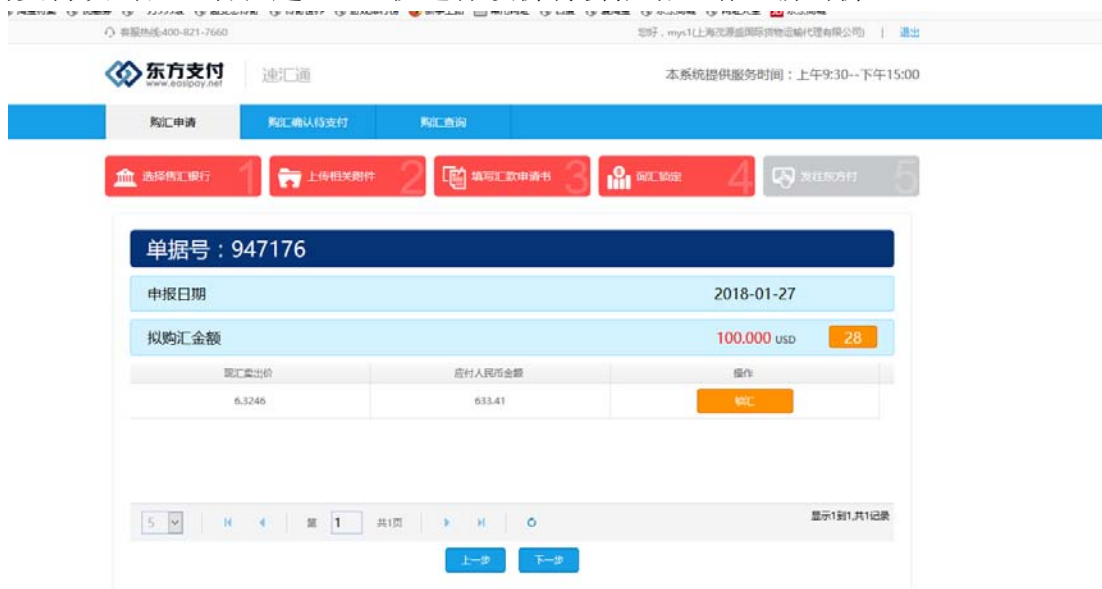 客服热线:400-821-7660
您好，mys1(上海茂源盛国际货物运输代理有限公司) | 退出
东方支付
www.easipay.net
速汇通
本系统提供服务时间：上午9:30--下午15:00
购汇申请
购汇确认待支付
购汇查询
选择售汇银行 1
上传相关附件 2
填写汇款申请书 3
询汇锁定 4
发往东方付 5
单据号：947176
申报日期 2018-01-27
拟购汇金额 100.000 USD 28
现汇卖出价 应付人民币金额 操作
6.3246 633.41 锁汇
5 第 1 共1页 显示1到1,共1记录
上一步 下一步